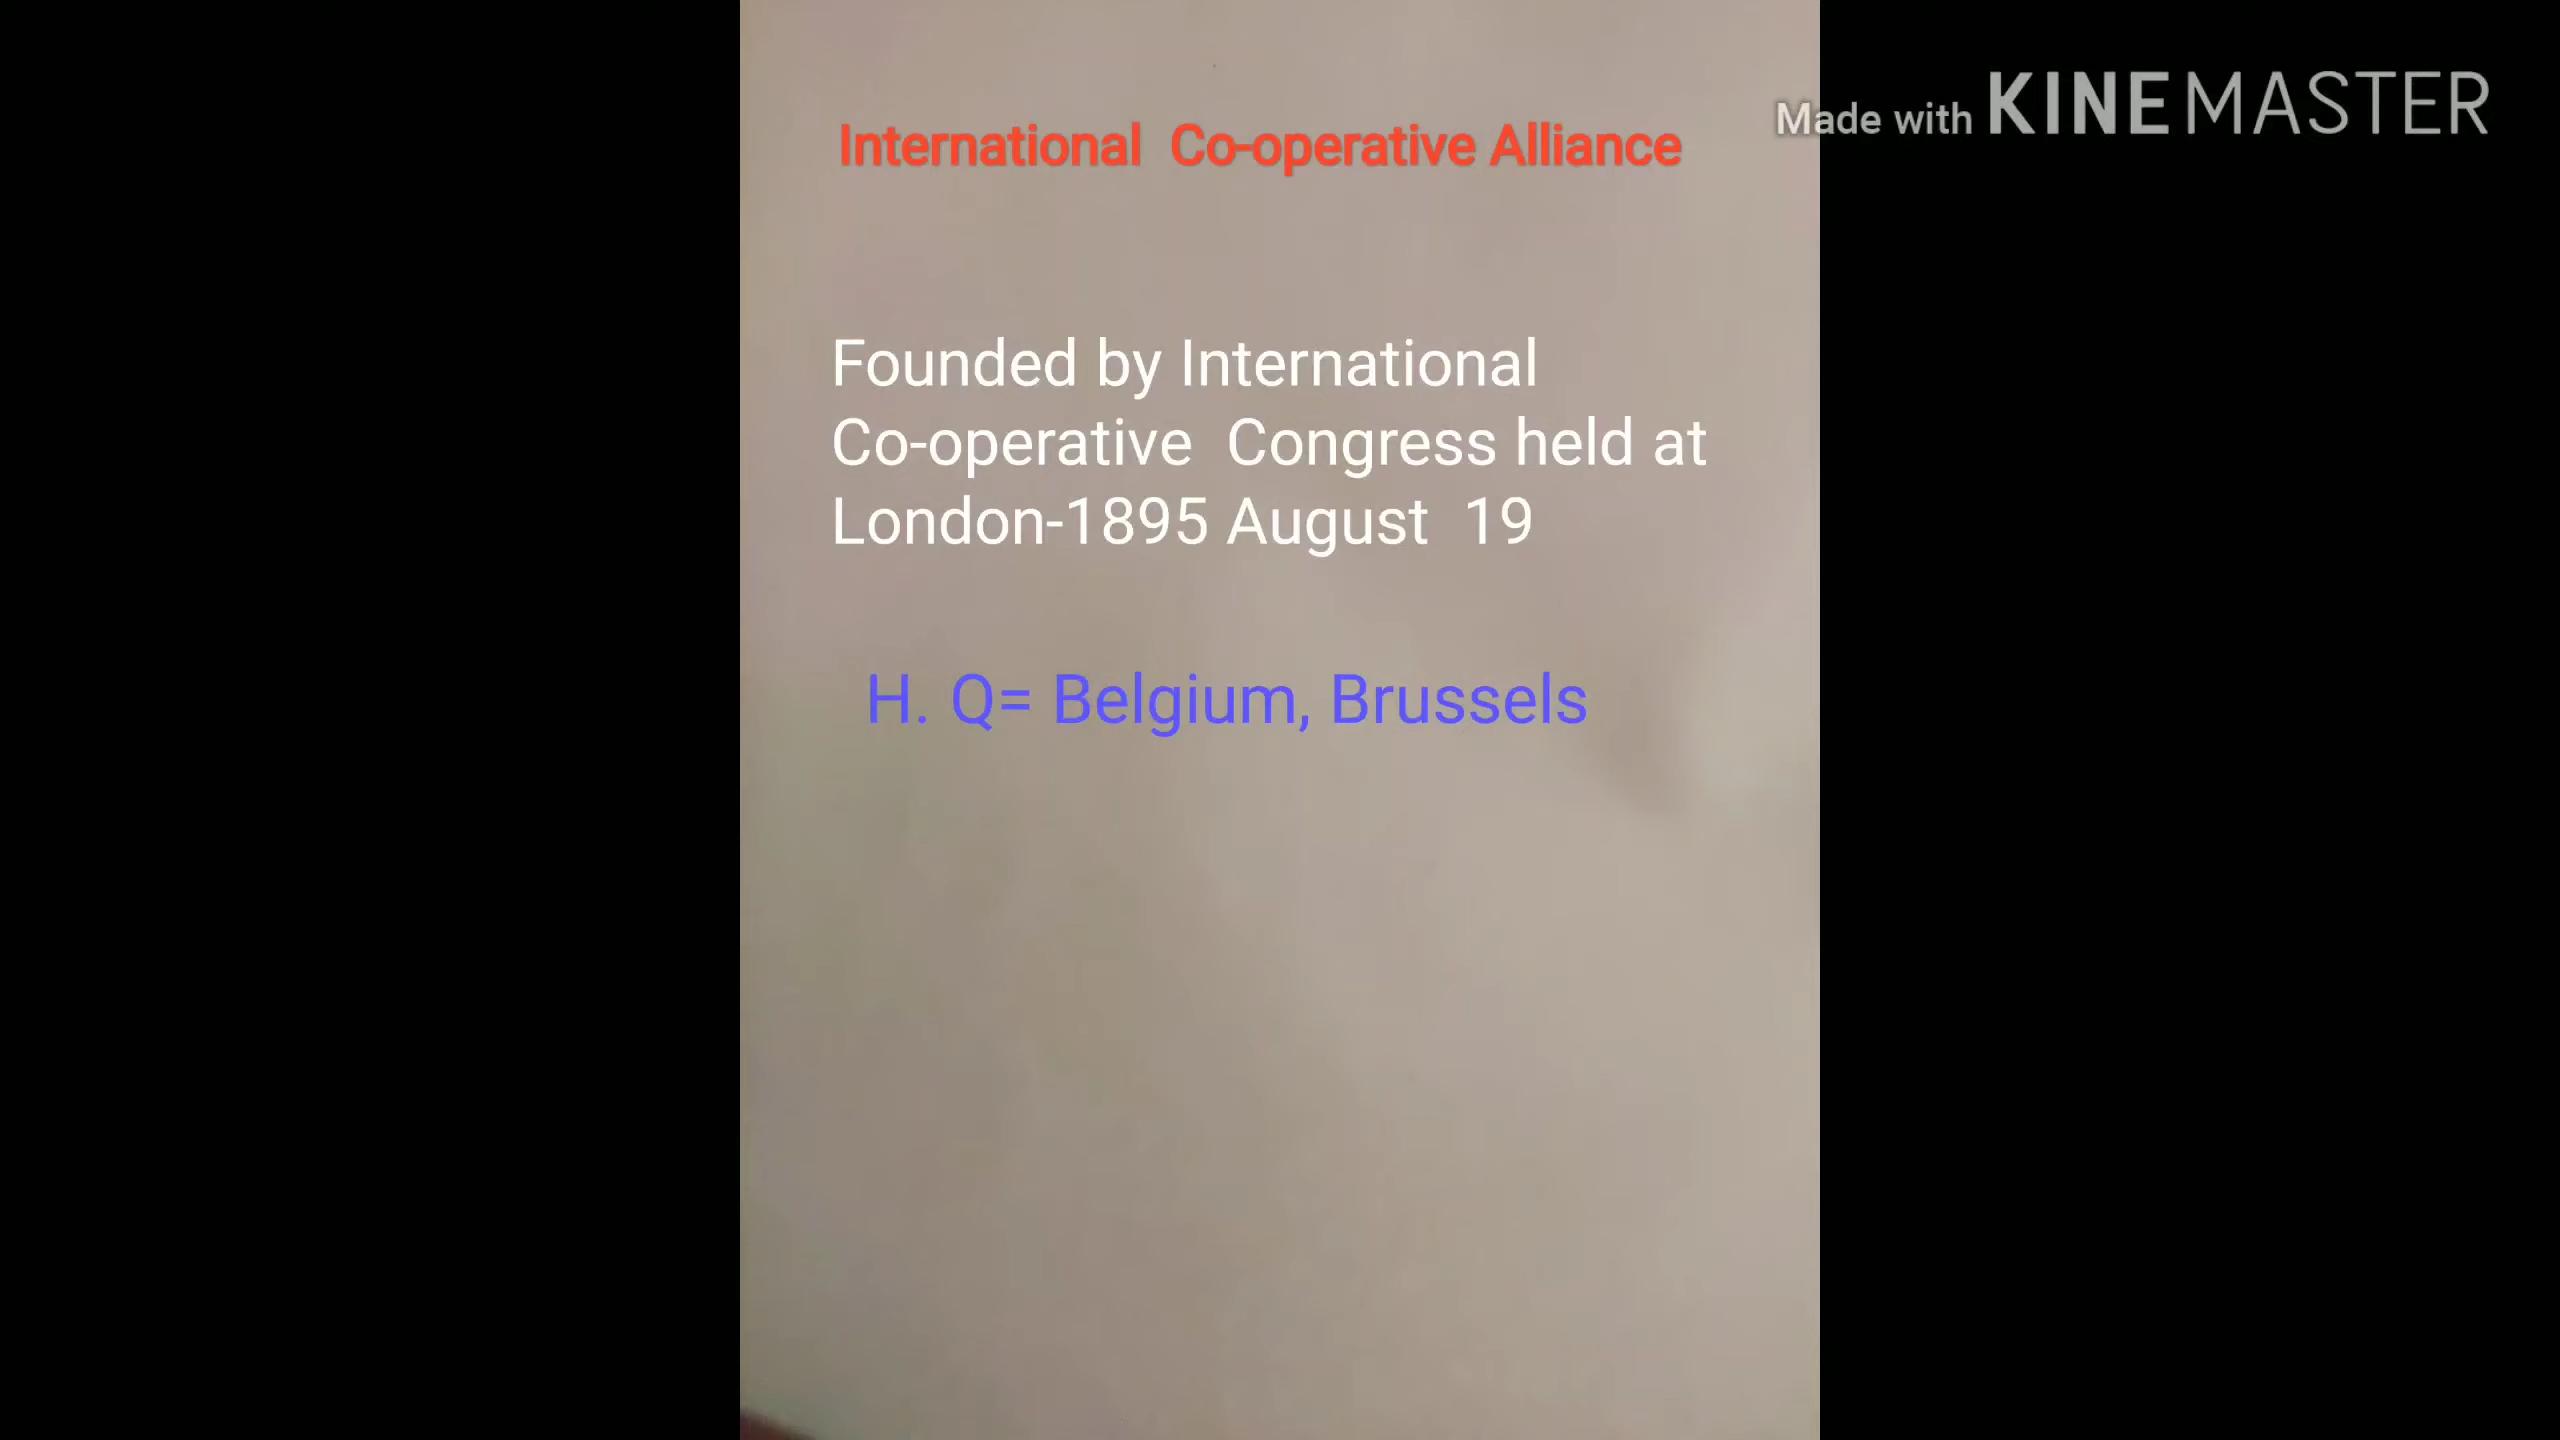 Made with KINEMASTER
International Co-operative Alliance
Founded by International
Co-operative Congress held at
London-1895 August 19
H. Q= Belgium, Brussels